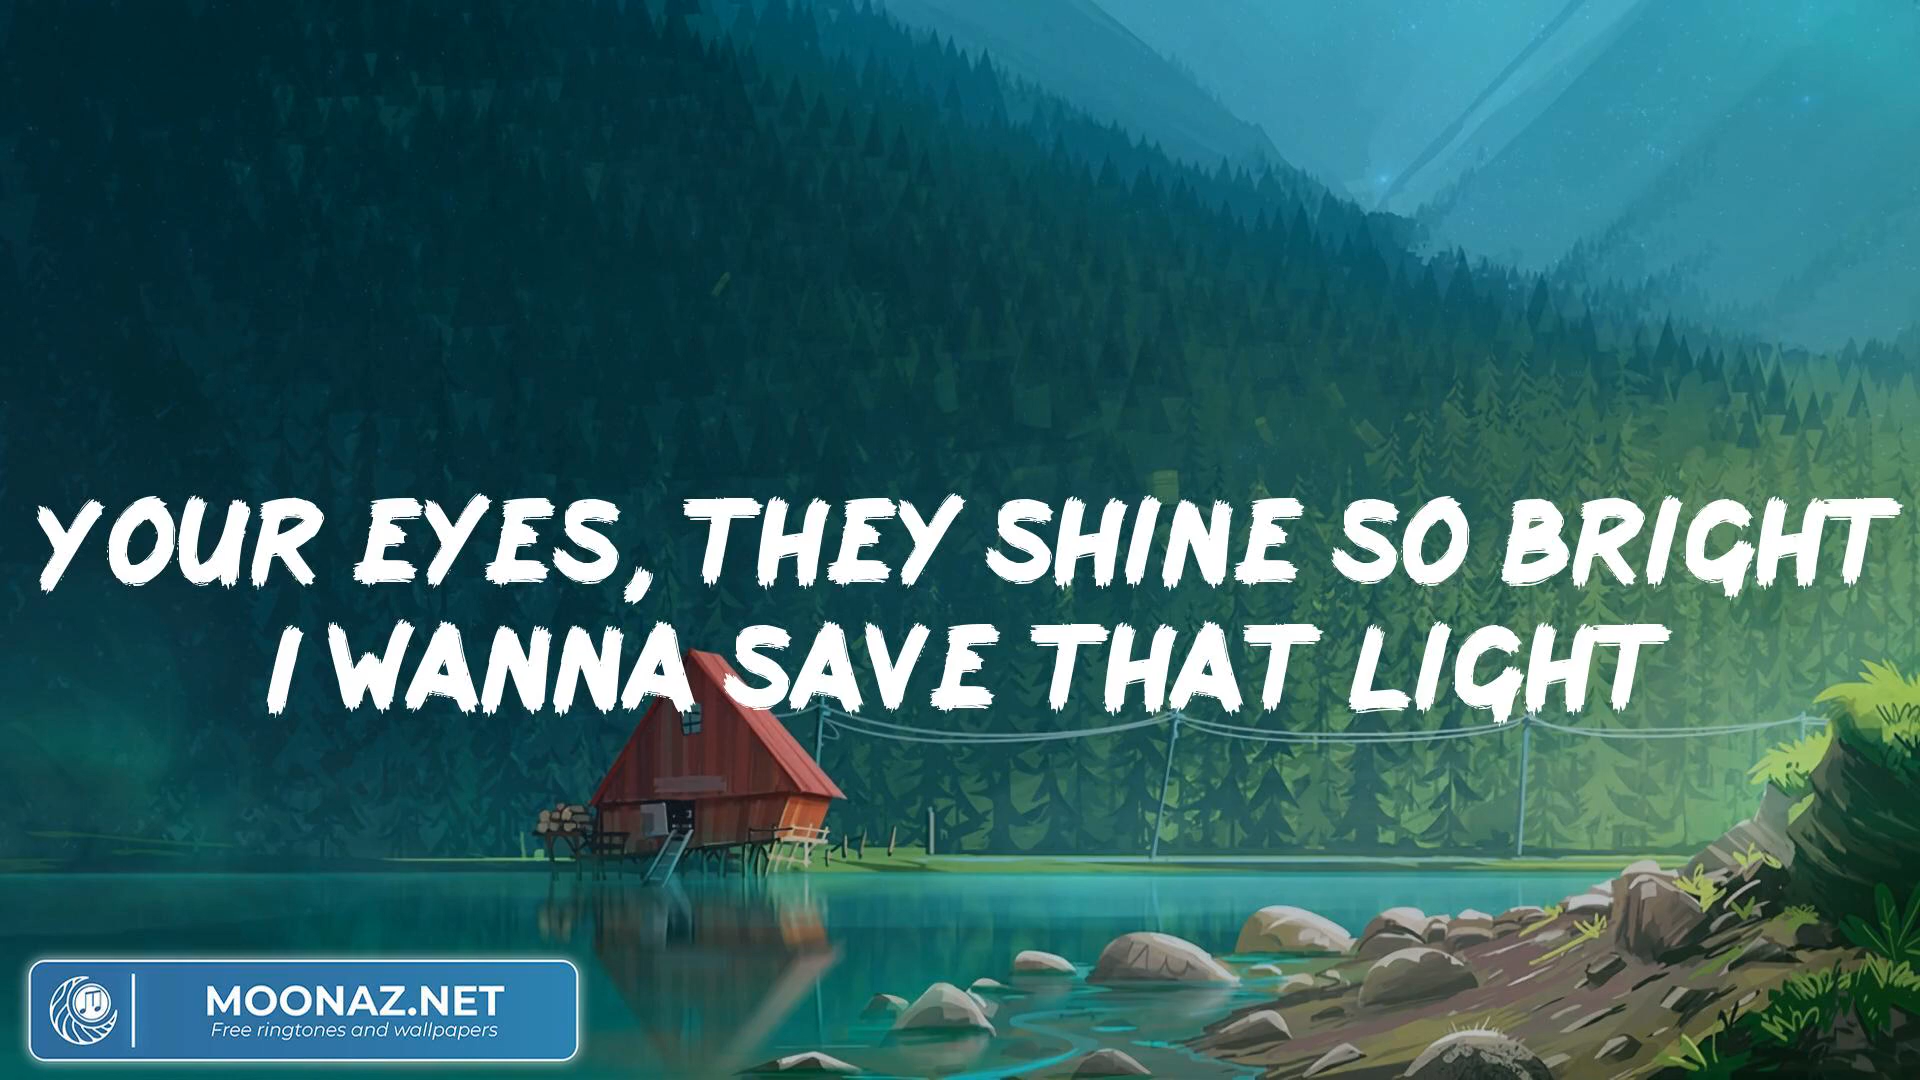 YOUR EYES, THEY SHINE SO BRIGHT
I WANNA SAVE THAT LIGHT
MOONAZ.NET
Free ringtones and wallpapers